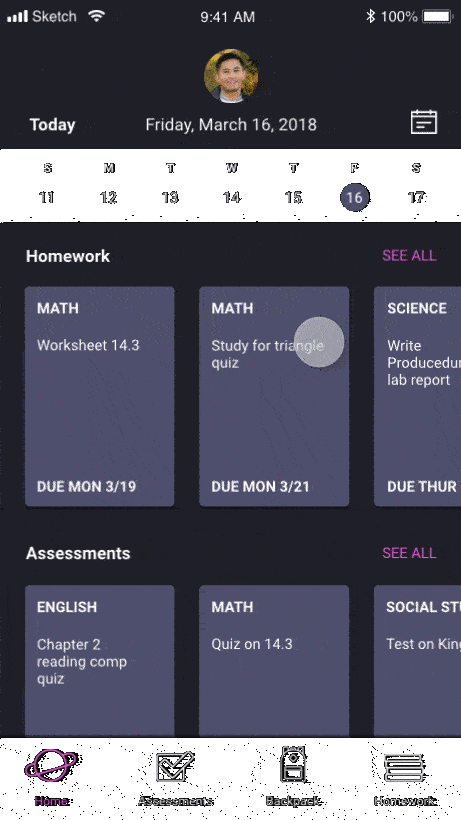 Sketch 9:41 AM 100%
Today Friday, March 16, 2018
S M T W T F S
11 12 13 14 15 16 17
Homework SEE ALL
MATH
Worksheet 14.3
DUE MON 3/19
MATH
Study for triangle
quiz
DUE MON 3/21
SCIENCE
Write
Producedur
lab report
DUE THUR
Assessments SEE ALL
ENGLISH
Chapter 2
reading comp
quiz
MATH
Quiz on 14.3
SOCIAL STU
Test on King
Home Assessments Backpack Homework